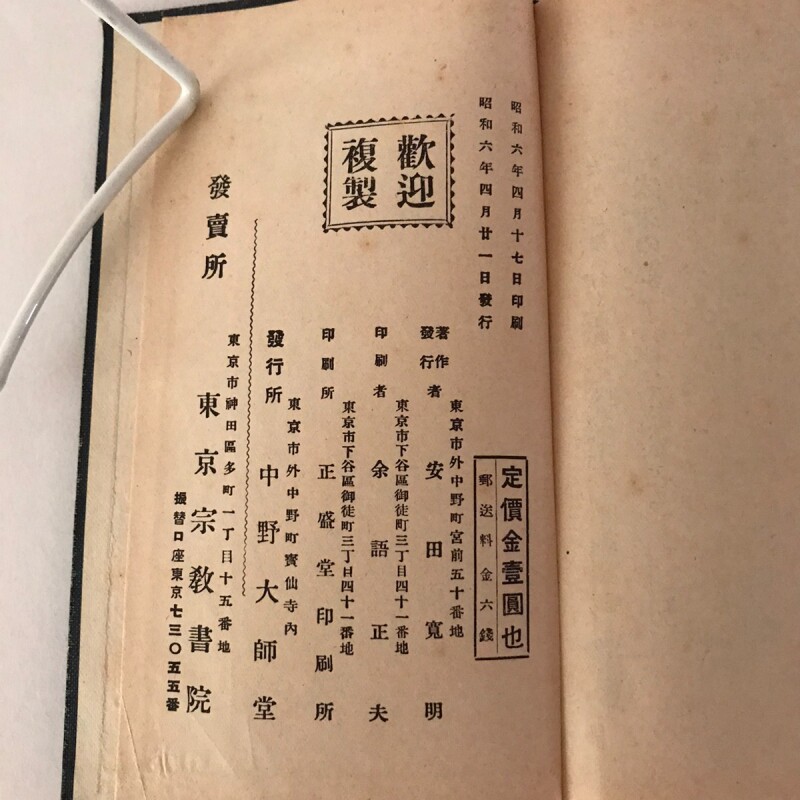 昭和六年四月十七日印刷
昭和六年四月廿一日發行
歡迎
複製
定價金壹圓也
郵送料金六錢
著作
發行者
東京市外中野町宮前五十番地
安田寬明
印刷者
東京市下谷區御徒町三丁目四十一番地
余語正夫
印刷所
東京市下谷區御徒町三丁目四十一番地
正盛堂印刷所
發行所
東京市外中野町寳仙寺內
中野大師堂
發賣所
東京市神田區多町一丁目十五番地
東京宗敎書院
振替口座東京七三〇五五番